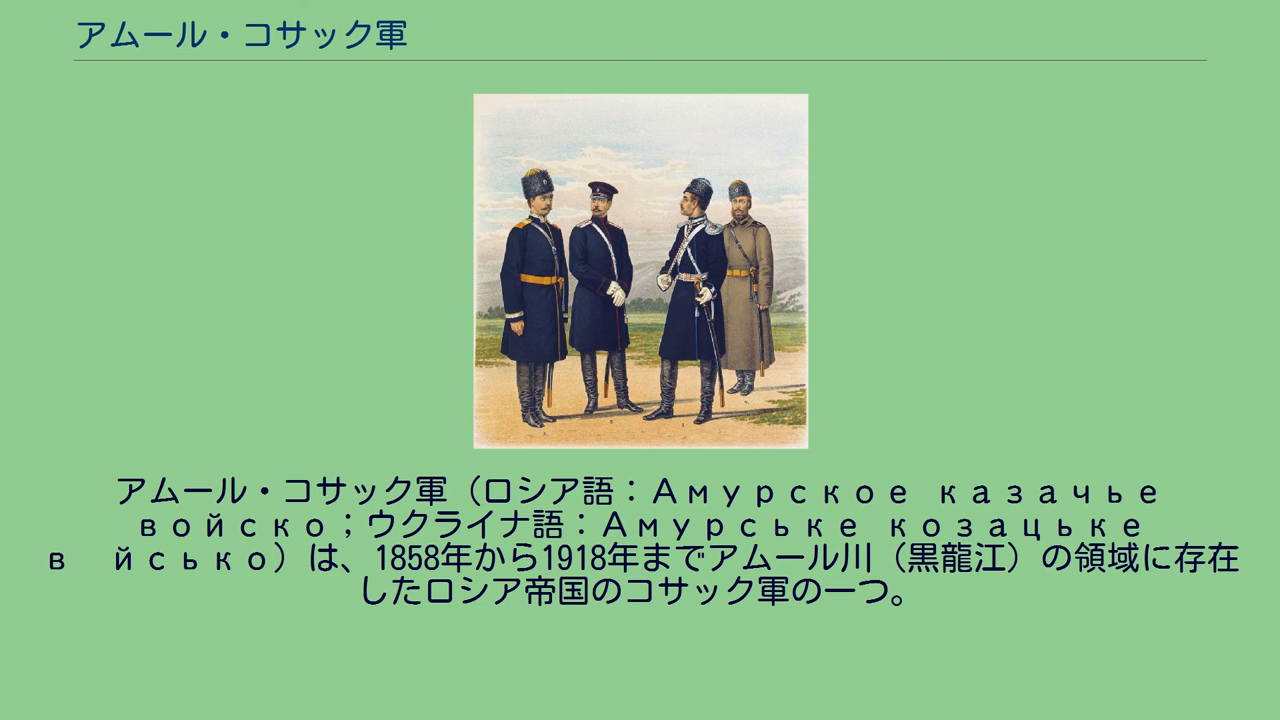 アムール・コサック軍
アムール・コサック軍（ロシア語：Амурское казачье
войско；ウクライナ語：Амурське козацьке
в йсько）は、1858年から1918年までアムール川（黒龍江）の領域に存在
したロシア帝国のコサック軍の一つ。